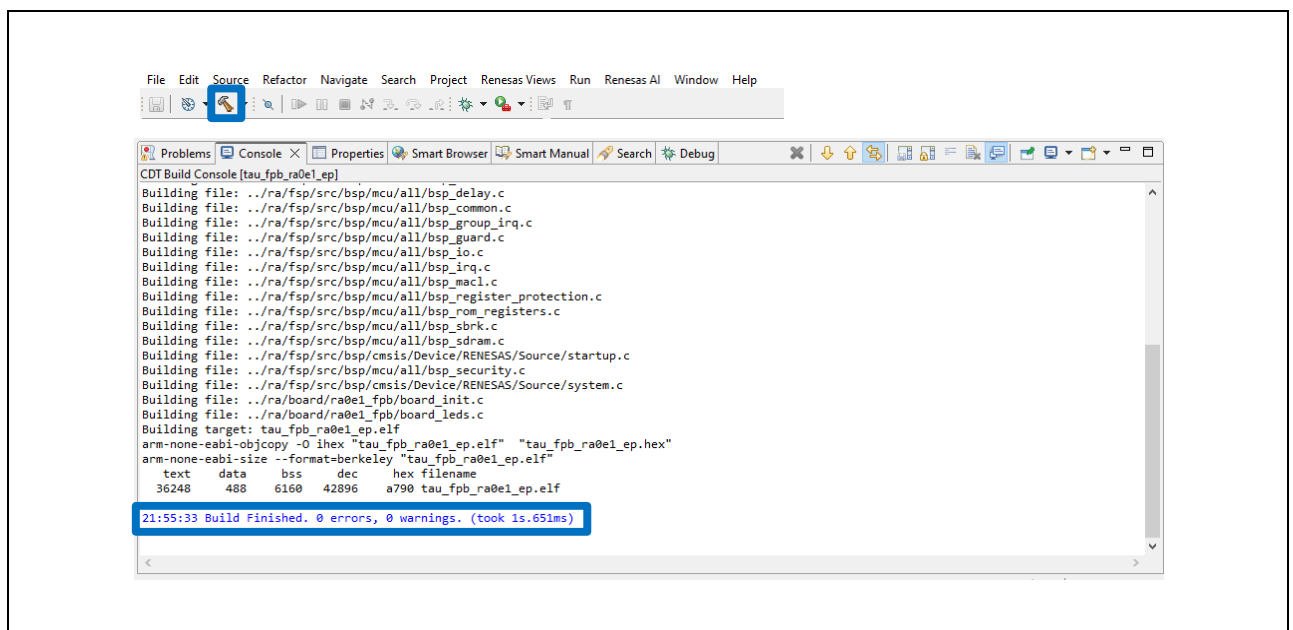 File Edit Source Refactor Navigate Search Project Renesas Views Run Renesas AI Window Help
Problems Console Properties Smart Browser Smart Manual Search Debug
CDT Build Console [tau_fpb_ra0e1_ep]
Building file: ../ra/fsp/src/bsp/mcu/all/bsp_delay.c
Building file: ../ra/fsp/src/bsp/mcu/all/bsp_common.c
Building file: ../ra/fsp/src/bsp/mcu/all/bsp_group_irq.c
Building file: ../ra/fsp/src/bsp/mcu/all/bsp_guard.c
Building file: ../ra/fsp/src/bsp/mcu/all/bsp_io.c
Building file: ../ra/fsp/src/bsp/mcu/all/bsp_irq.c
Building file: ../ra/fsp/src/bsp/mcu/all/bsp_macl.c
Building file: ../ra/fsp/src/bsp/mcu/all/bsp_register_protection.c
Building file: ../ra/fsp/src/bsp/mcu/all/bsp_rom_registers.c
Building file: ../ra/fsp/src/bsp/mcu/all/bsp_sbrk.c
Building file: ../ra/fsp/src/bsp/mcu/all/bsp_sdram.c
Building file: ../ra/fsp/src/bsp/cmsis/Device/RENESAS/Source/startup.c
Building file: ../ra/fsp/src/bsp/mcu/all/bsp_security.c
Building file: ../ra/fsp/src/bsp/cmsis/Device/RENESAS/Source/system.c
Building file: ../ra/board/ra0e1_fpb/board_init.c
Building file: ../ra/board/ra0e1_fpb/board_leds.c
Building target: tau_fpb_ra0e1_ep.elf
arm-none-eabi-objcopy -O ihex "tau_fpb_ra0e1_ep.elf" "tau_fpb_ra0e1_ep.hex"
arm-none-eabi-size --format=berkeley "tau_fpb_ra0e1_ep.elf"
text data bss dec hex filename
36248 488 6160 42896 a790 tau_fpb_ra0e1_ep.elf
21:55:33 Build Finished. 0 errors, 0 warnings. (took 1s.651ms)